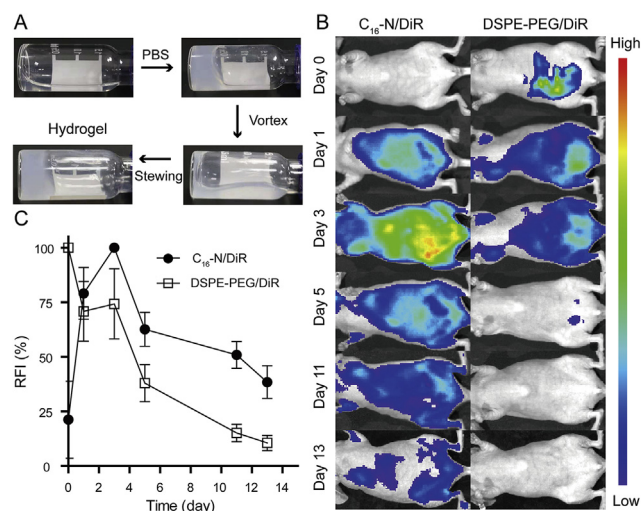 A
PBS
Vortex
Hydrogel
Stewing
B
C₁₆-N/DiR
DSPE-PEG/DiR
Day 0
Day 1
Day 3
Day 5
Day 11
Day 13
High
Low
C
C₁₆-N/DiR
DSPE-PEG/DiR
RFI (%)
100
75
50
25
0
0 2 4 6 8 10 12 14
Time (day)